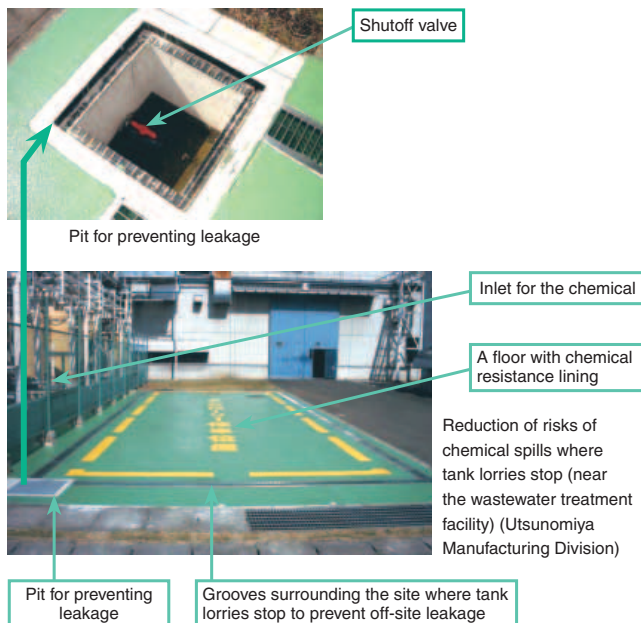 Shutoff valve
Pit for preventing leakage
Inlet for the chemical
A floor with chemical
resistance lining
Reduction of risks of
chemical spills where
tank lorries stop (near
the wastewater treatment
facility) (Utsunomiya
Manufacturing Division)
Pit for preventing
leakage
Grooves surrounding the site where tank
lorries stop to prevent off-site leakage